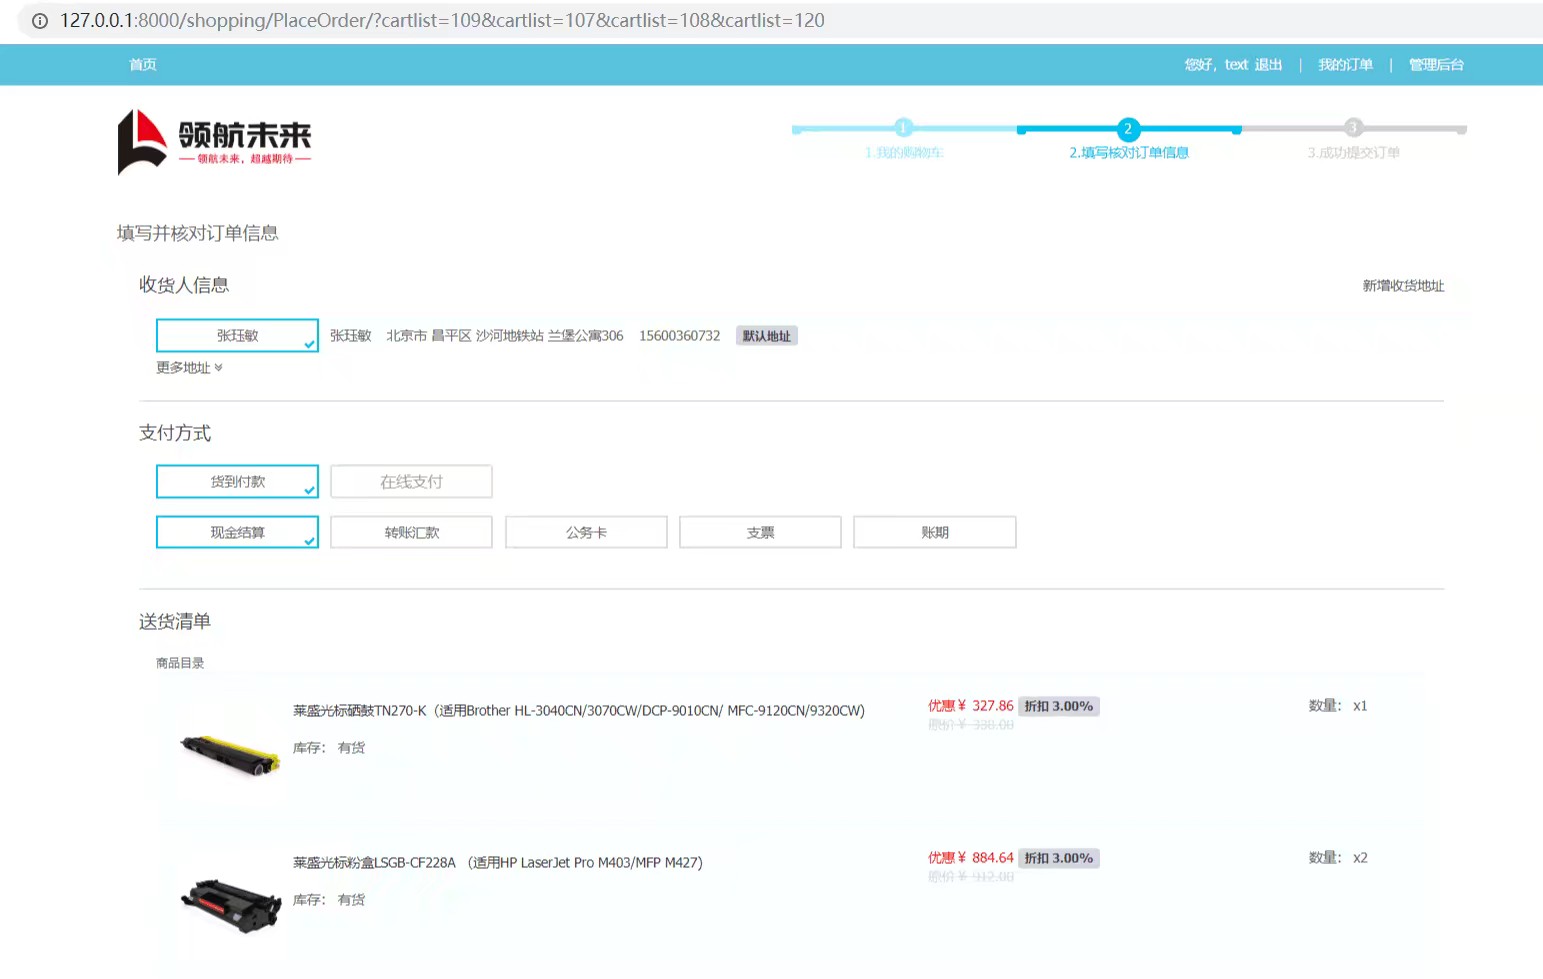 127.0.0.1:8000/shopping/PlaceOrder/?cartlist=109&cartlist=107&cartlist=108&cartlist=120
首页 您好，text 退出 | 我的订单 | 管理后台
领航未来
领航未来，超越期待
1 2 3
1.我的购物车 2.填写核对订单信息 3.成功提交订单
填写并核对订单信息
收货人信息 新增收货地址
张珏敏 张珏敏 北京市 昌平区 沙河地铁站 兰堡公寓306 15600360732 默认地址
更多地址
支付方式
货到付款 在线支付
现金结算 转账汇款 公务卡 支票 账期
送货清单
商品目录
莱盛光标硒鼓TN270-K（适用Brother HL-3040CN/3070CW/DCP-9010CN/ MFC-9120CN/9320CW) 优惠￥ 327.86 折扣 3.00% 数量： x1
原价￥ 338.00
库存： 有货
莱盛光标粉盒LSGB-CF228A （适用HP LaserJet Pro M403/MFP M427) 优惠￥ 884.64 折扣 3.00% 数量： x2
原价￥ 912.00
库存： 有货